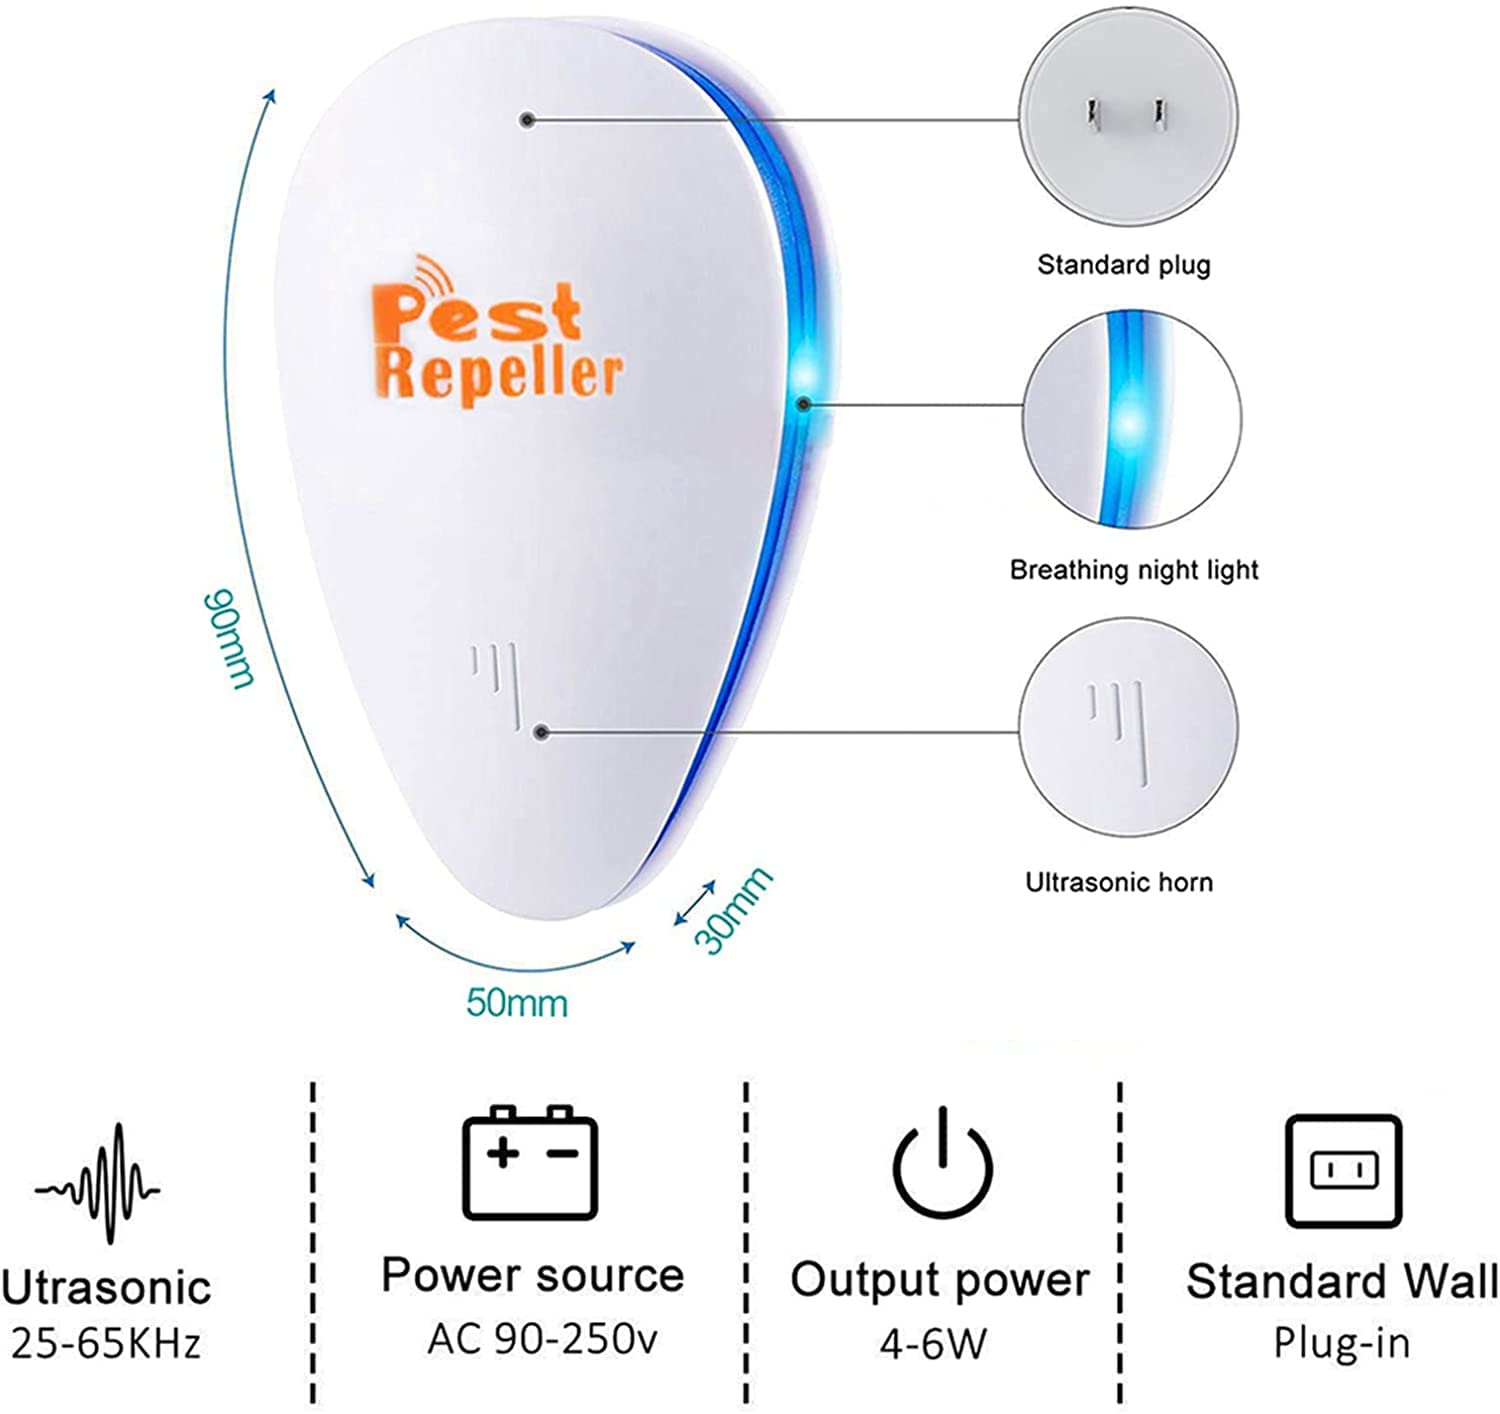 Pest
Repeller
Standard plug
Breathing night light
Ultrasonic horn
90mm
50mm
30mm
Utrasonic
25-65KHz
Power source
AC 90-250v
Output power
4-6W
Standard Wall
Plug-in